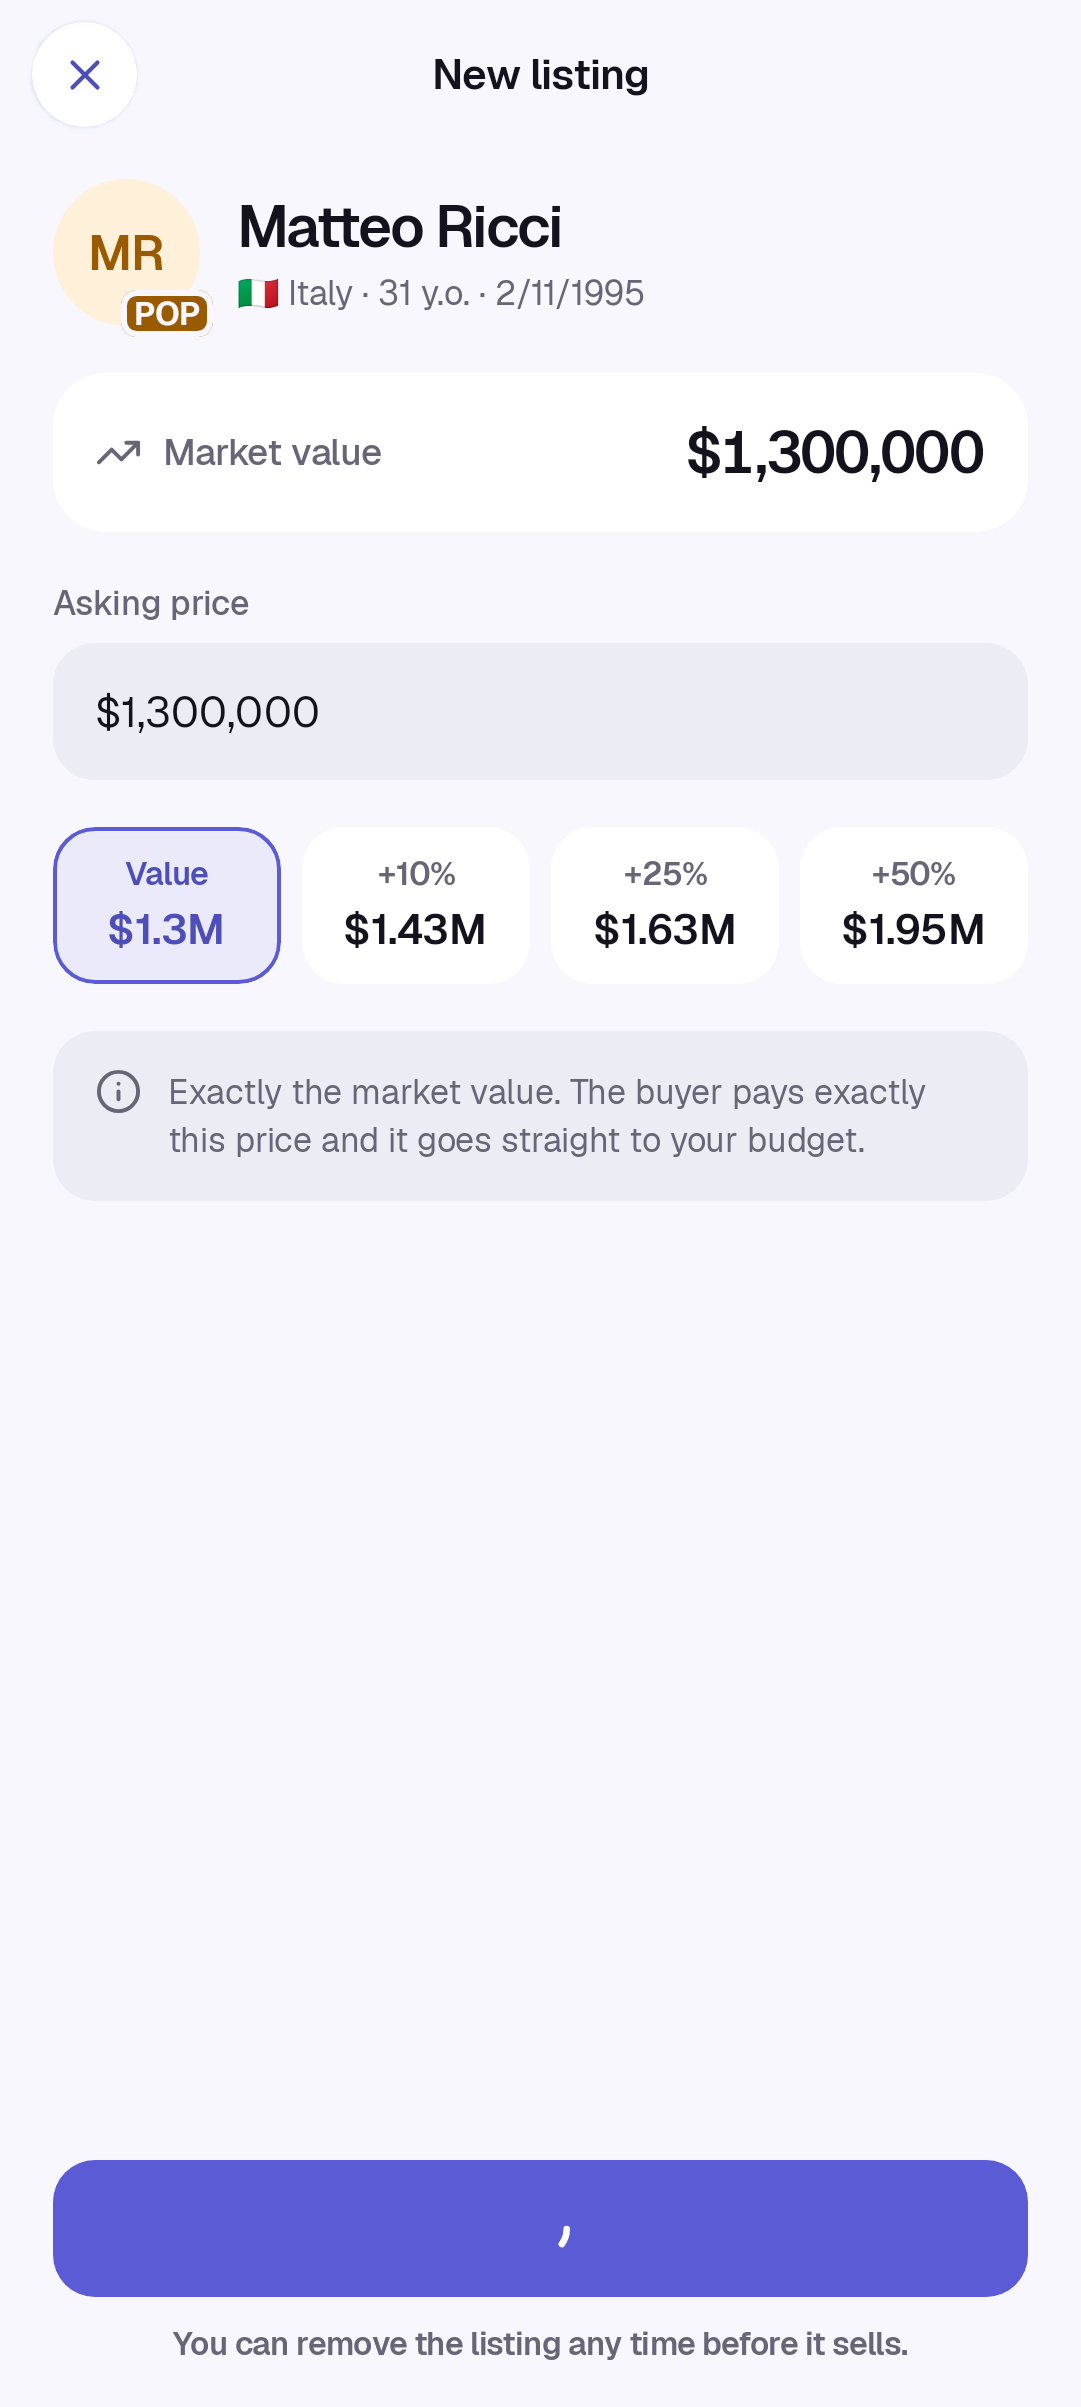 New listing
MR
POP
Matteo Ricci
Italy · 31 y.o. · 2/11/1995
Market value
$1,300,000
Asking price
$1,300,000
Value
$1.3M
+10%
$1.43M
+25%
$1.63M
+50%
$1.95M
Exactly the market value. The buyer pays exactly
this price and it goes straight to your budget.
You can remove the listing any time before it sells.